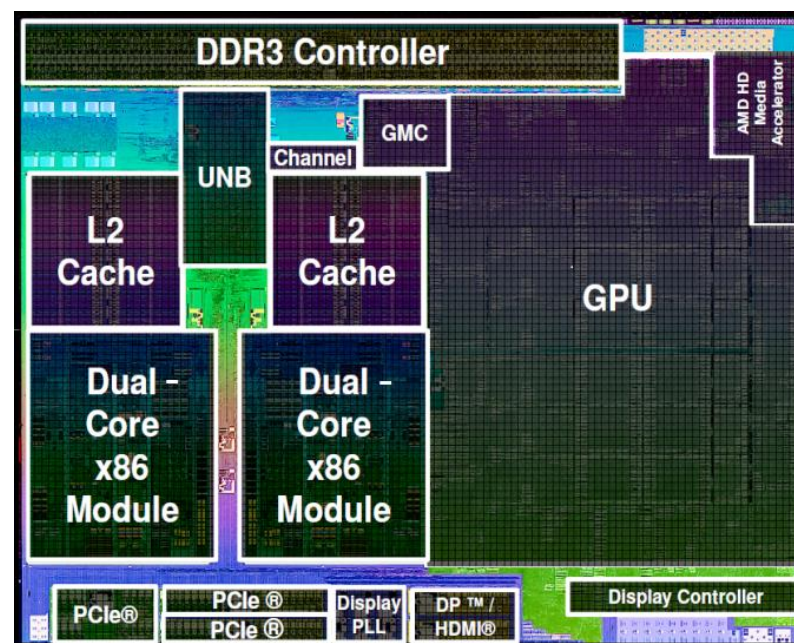 DDR3 Controller
AMD HD
Media
Accelerator
GMC
Channel
UNB
L2
Cache
L2
Cache
GPU
Dual -
Core
x86
Module
Dual -
Core
x86
Module
PCIe®
PCIe ®
PCIe ®
Display
PLL
DP ™ /
HDMI®
Display Controller